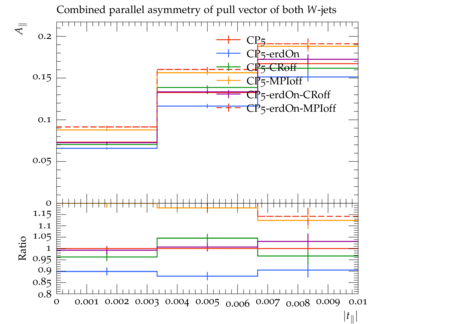 Combined parallel asymmetry of pull vector of both W-jets
A∥
0.2
0.15
0.1
0.05
0
CP5
CP5-erdOn
CP5-CRoff
CP5-MPIoff
CP5-erdOn-CRoff
CP5-erdOn-MPIoff
Ratio
1.15
1.1
1.05
1.0
0.95
0.9
0.85
0.8
0 0.001 0.002 0.003 0.004 0.005 0.006 0.007 0.008 0.009 0.01
|t∥|